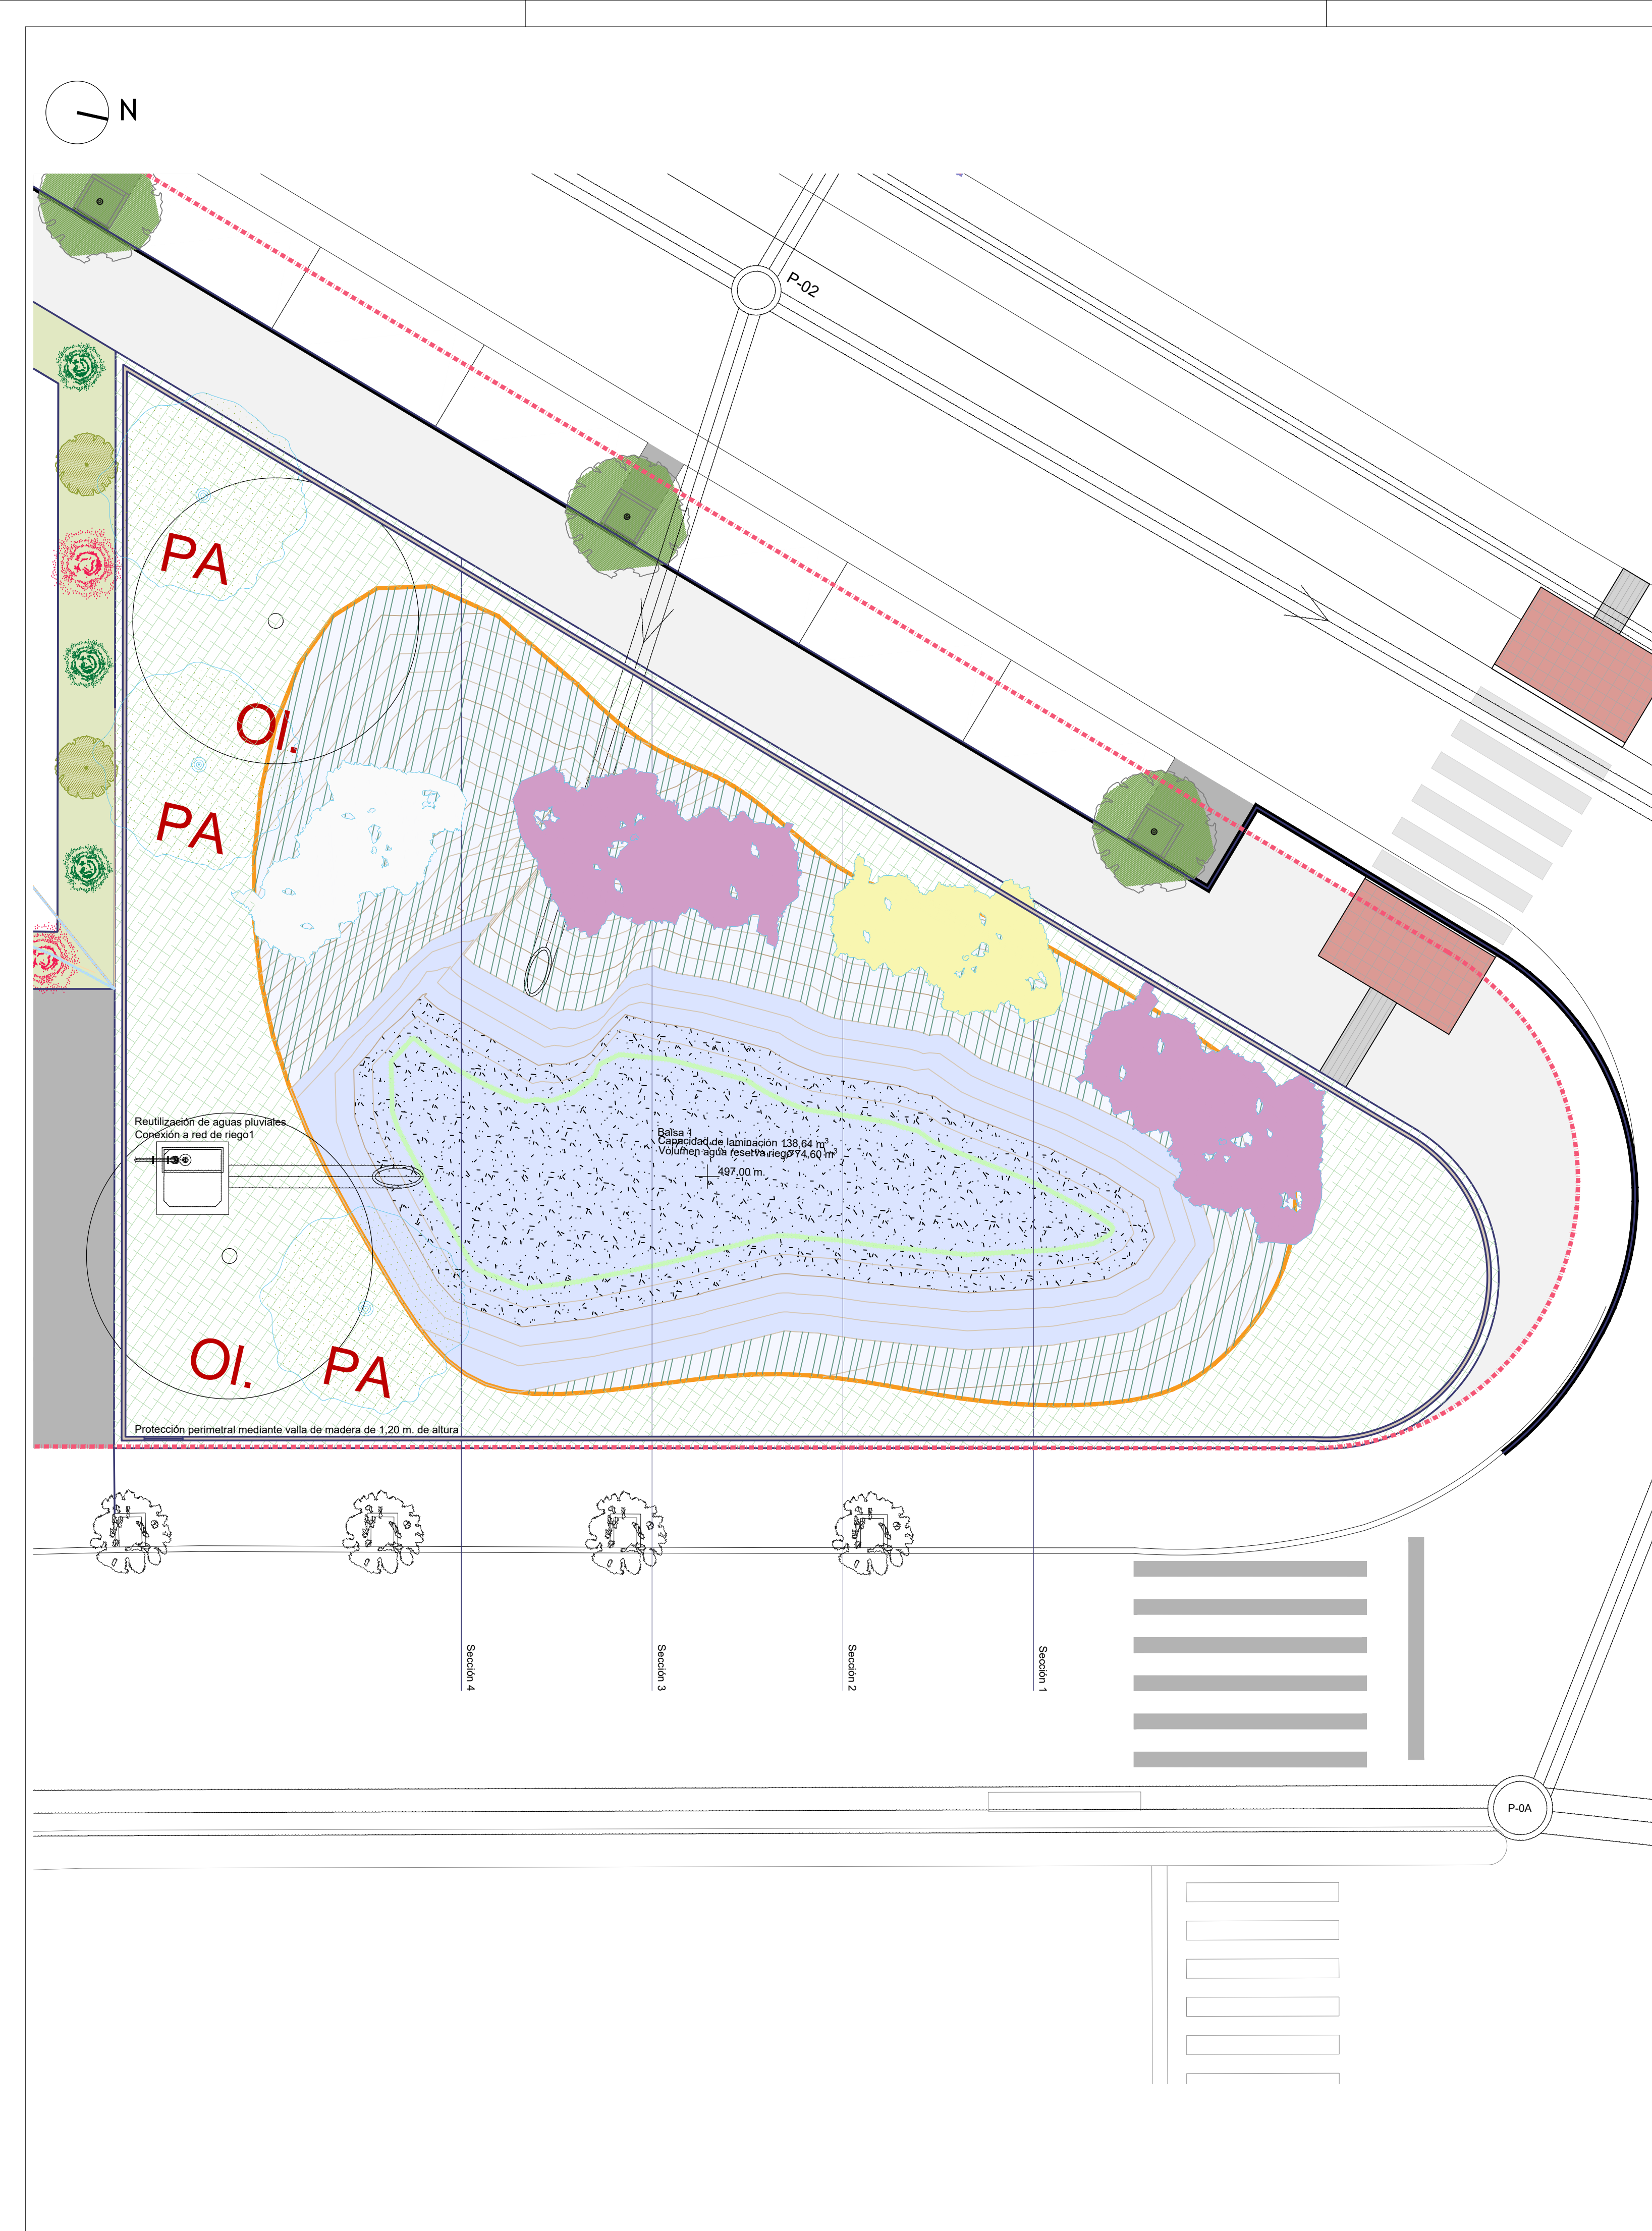 N
P-02
PA
Ol.
PA
Reutilización de aguas pluviales
Conexión a red de riego1
Balsa 1
Capacidad de laminación 138,64 m³
Volumen agua reserva riego 774,60 m³
497,00 m.
Ol.
PA
Protección perimetral mediante valla de madera de 1,20 m. de altura
Sección 4
Sección 3
Sección 2
Sección 1
P-0A